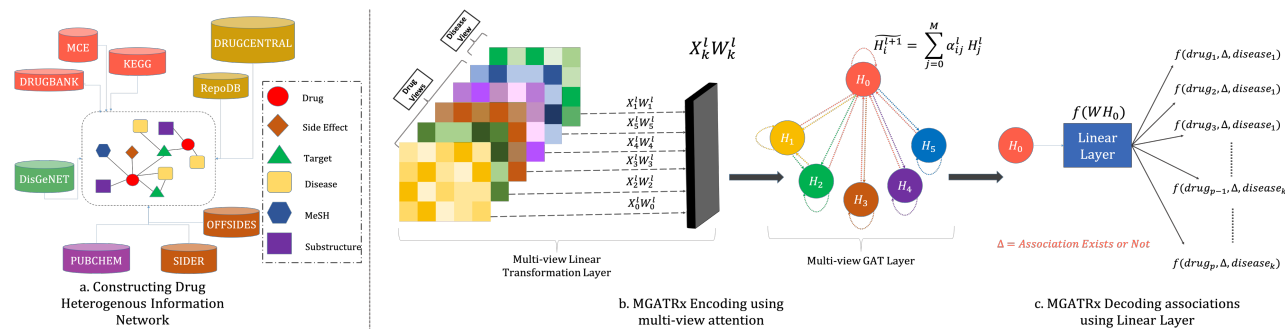 MCE
KEGG
DRUGCENTRAL
DRUGBANK
RepoDB
DisGeNET
OFFSIDES
PUBCHEM
SIDER
Drug
Side Effect
Target
Disease
MeSH
Substructure
a. Constructing Drug
Heterogenous Information
Network
Disease
View
Drug
Views
X_1^l W_1^l
X_5^l W_5^l
X_4^l W_4^l
X_3^l W_3^l
X_2^l W_2^l
X_0^l W_0^l
X_k^l W_k^l
Multi-view Linear
Transformation Layer
\widetilde{H_i^{l+1}} = \sum_{j=0}^{M} α_{ij}^l H_j^l
H_0
H_1
H_2
H_3
H_4
H_5
Multi-view GAT Layer
b. MGATRx Encoding using
multi-view attention
H_0
f(WH_0)
Linear
Layer
f(drug_1, Δ, disease_1)
f(drug_2, Δ, disease_1)
f(drug_3, Δ, disease_1)
f(drug_{p-1}, Δ, disease_k)
f(drug_p, Δ, disease_k)
Δ = Association Exists or Not
c. MGATRx Decoding associations
using Linear Layer